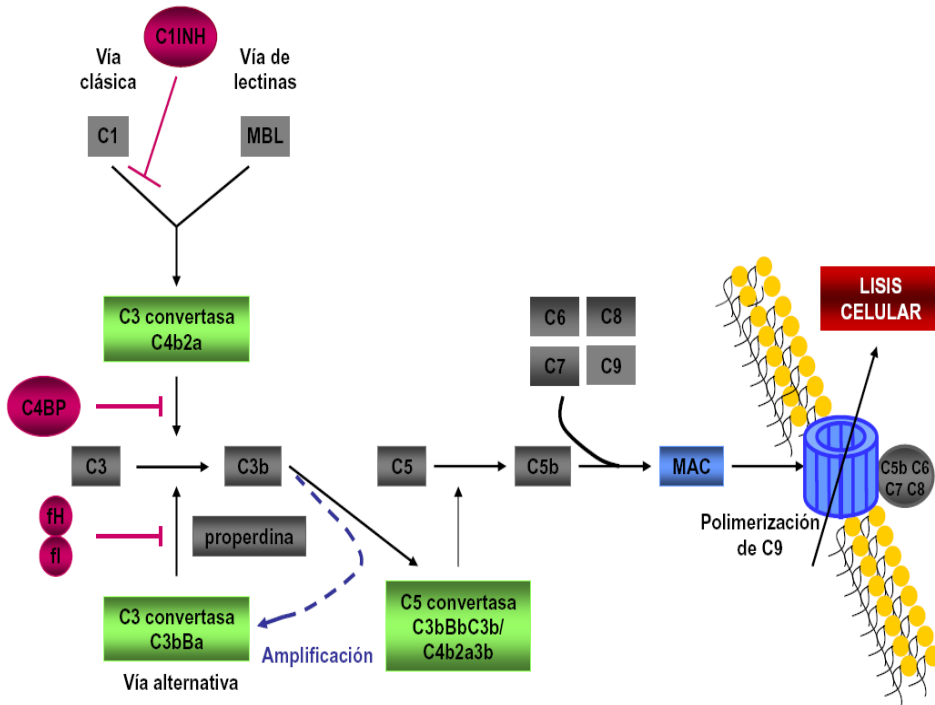 C1INH
Vía
clásica
Vía de
lectinas
C1
MBL
C3 convertasa
C4b2a
C4BP
C3
C3b
fH
fI
properdina
C3 convertasa
C3bBa
Vía alternativa
Amplificación
C5
C5b
C5 convertasa
C3bBbC3b/
C4b2a3b
C6
C8
C7
C9
MAC
Polimerización
de C9
C5b C6
C7 C8
LISIS
CELULAR